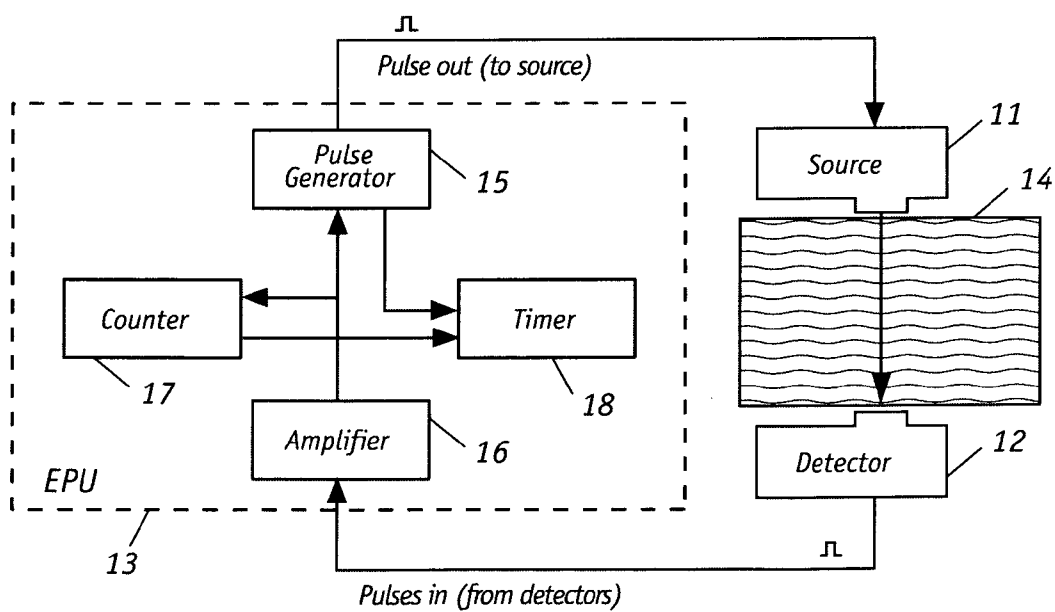 Pulse out (to source)
11
Pulse
Generator
15
Source
14
Counter
Timer
17
18
Amplifier
16
12
Detector
EPU
13
Pulses in (from detectors)